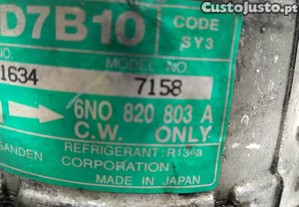 CustoJusto.pt
D7B10
CODE
SY3
1634
MODEL NO
7158
6N0 820 803 A
C.W. ONLY
REFRIGERANT: R134a
SANDEN CORPORATION
MADE IN JAPAN